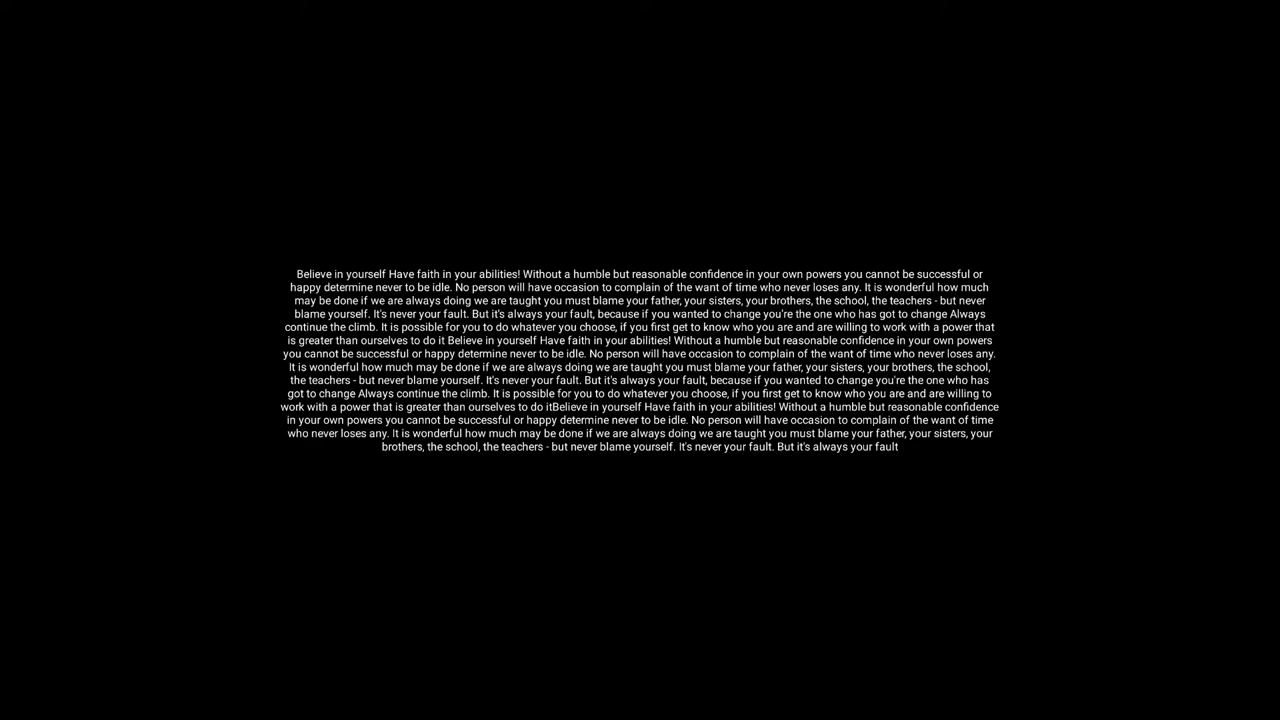 Believe in yourself Have faith in your abilities! Without a humble but reasonable confidence in your own powers you cannot be successful or
happy determine never to be idle. No person will have occasion to complain of the want of time who never loses any. It is wonderful how much
may be done if we are always doing we are taught you must blame your father, your sisters, your brothers, the school, the teachers - but never
blame yourself. It's never your fault. But it's always your fault, because if you wanted to change you're the one who has got to change Always
continue the climb. It is possible for you to do whatever you choose, if you first get to know who you are and are willing to work with a power that
is greater than ourselves to do it Believe in yourself Have faith in your abilities! Without a humble but reasonable confidence in your own powers
you cannot be successful or happy determine never to be idle. No person will have occasion to complain of the want of time who never loses any.
It is wonderful how much may be done if we are always doing we are taught you must blame your father, your sisters, your brothers, the school,
the teachers - but never blame yourself. It's never your fault. But it's always your fault, because if you wanted to change you're the one who has
got to change Always continue the climb. It is possible for you to do whatever you choose, if you first get to know who you are and are willing to
work with a power that is greater than ourselves to do itBelieve in yourself Have faith in your abilities! Without a humble but reasonable confidence
in your own powers you cannot be successful or happy determine never to be idle. No person will have occasion to complain of the want of time
who never loses any. It is wonderful how much may be done if we are always doing we are taught you must blame your father, your sisters, your
brothers, the school, the teachers - but never blame yourself. It's never your fault. But it's always your fault